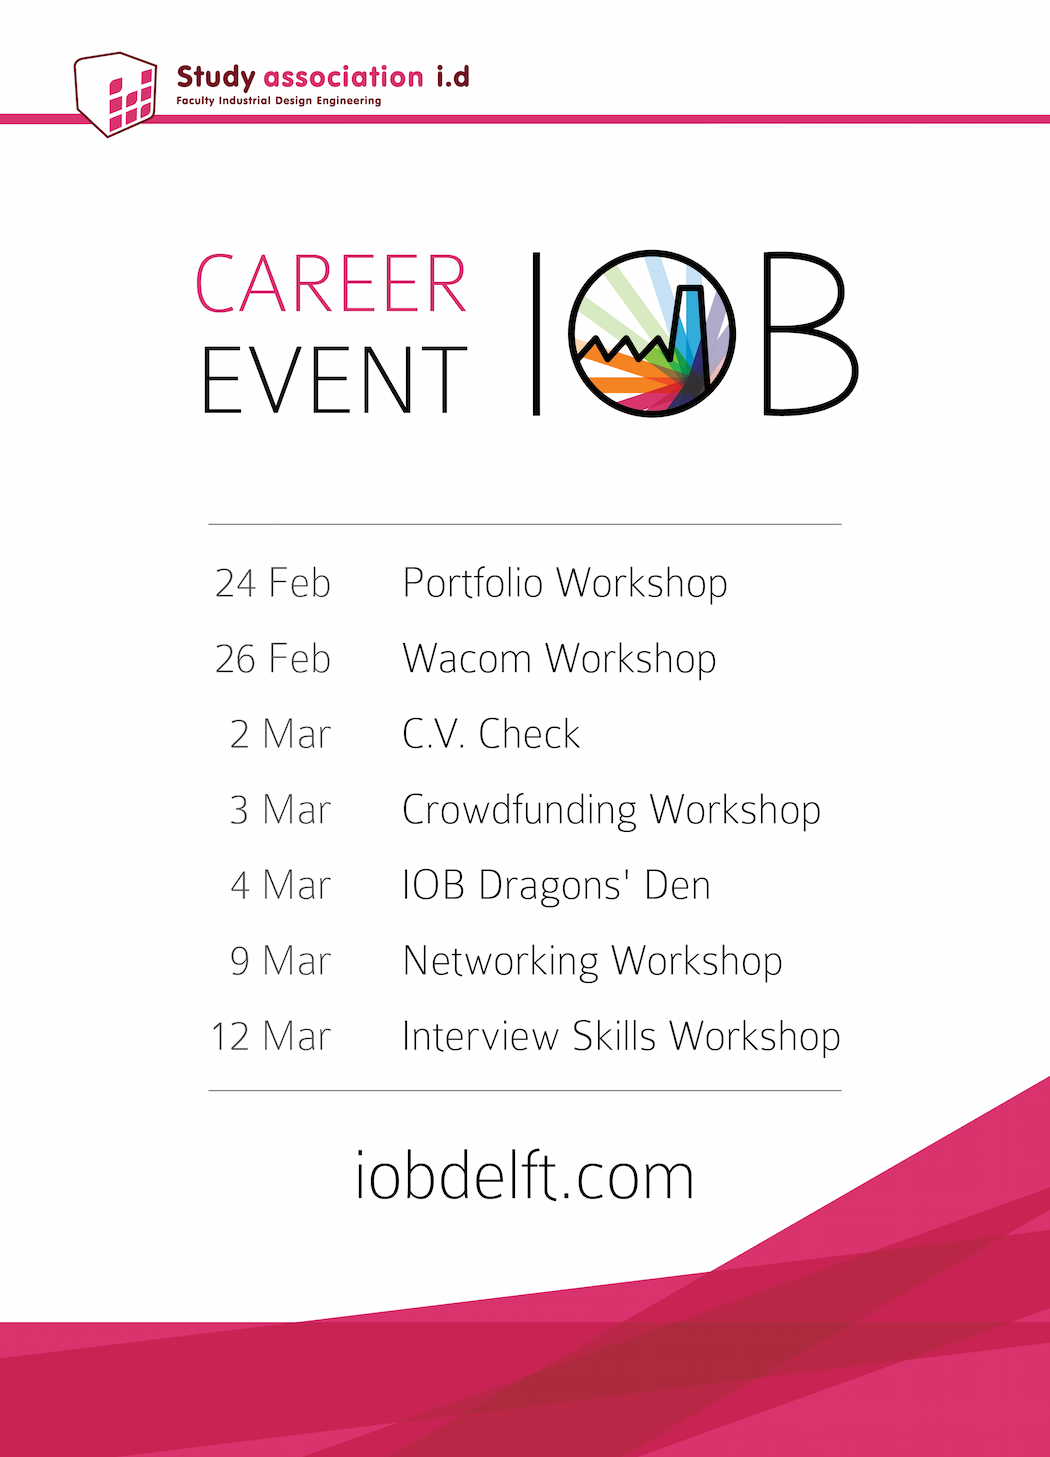 Study association i.d
Faculty Industrial Design Engineering
CAREER
EVENT
IOB
24 Feb Portfolio Workshop
26 Feb Wacom Workshop
2 Mar C.V. Check
3 Mar Crowdfunding Workshop
4 Mar IOB Dragons' Den
9 Mar Networking Workshop
12 Mar Interview Skills Workshop
iobdelft.com